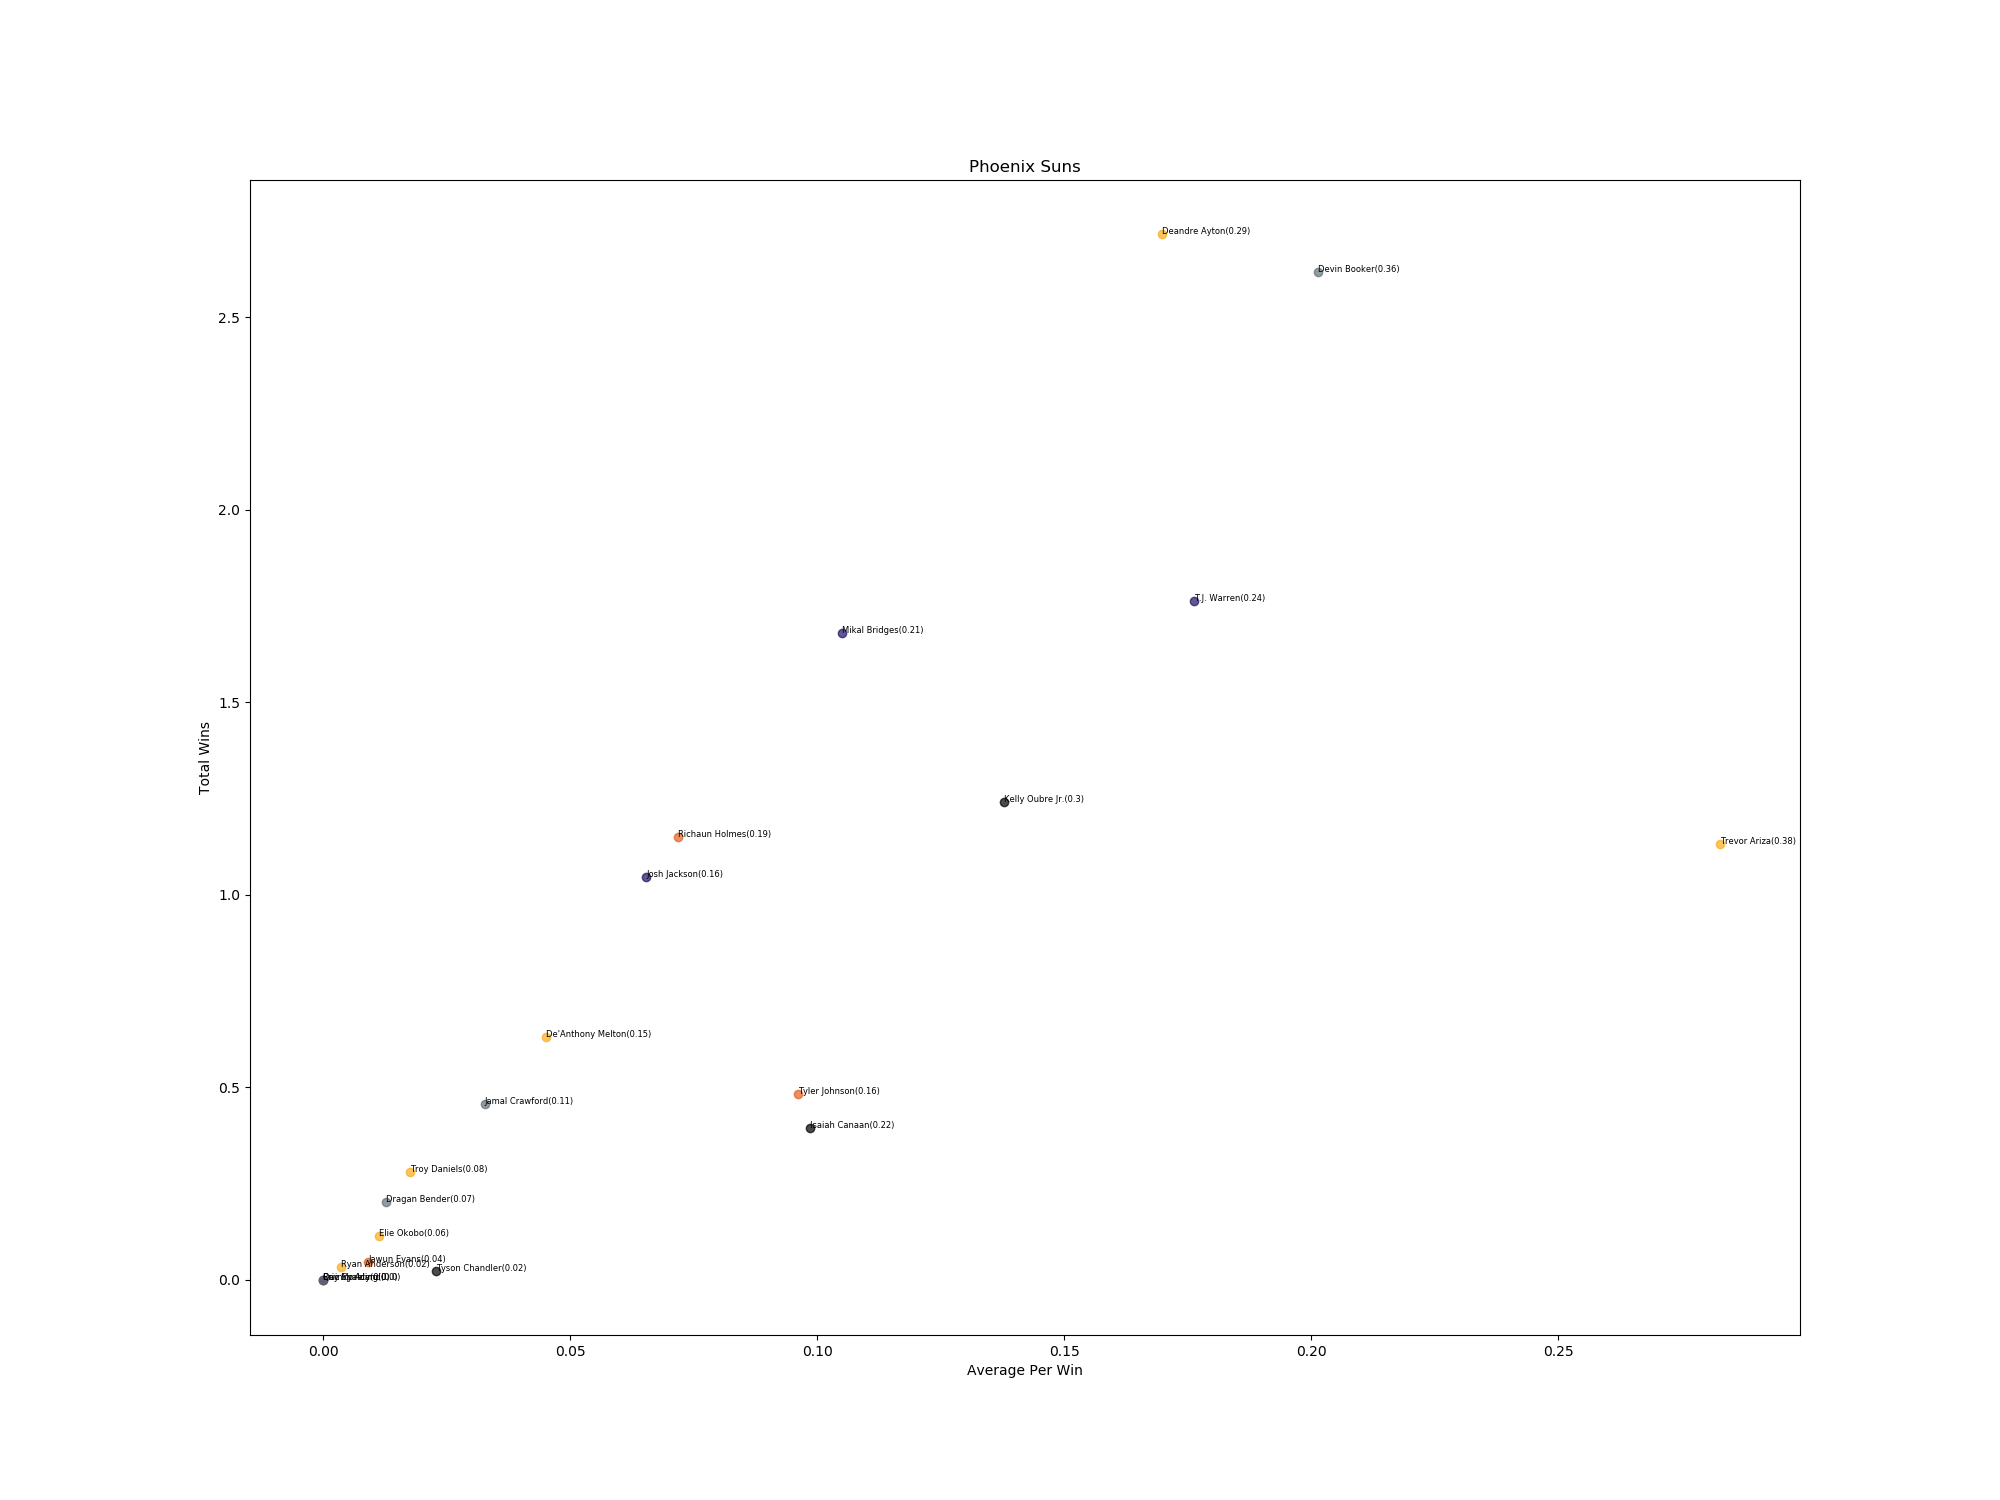 Phoenix Suns
Deandre Ayton(0.29)
Devin Booker(0.36)
2.5
2.0
T.J. Warren(0.24)
Mikal Bridges(0.21)
1.5
Total Wins
Kelly Oubre Jr.(0.3)
Richaun Holmes(0.19)
Trevor Ariza(0.38)
Josh Jackson(0.16)
1.0
De'Anthony Melton(0.15)
Tyler Johnson(0.16)
0.5
Jamal Crawford(0.11)
Isaiah Canaan(0.22)
Troy Daniels(0.08)
Dragan Bender(0.07)
Elie Okobo(0.06)
Jawun Evans(0.04)
Ryan Anderson(0.02)
Tyson Chandler(0.02)
0.0
0.00 0.05 0.10 0.15 0.20 0.25
Average Per Win